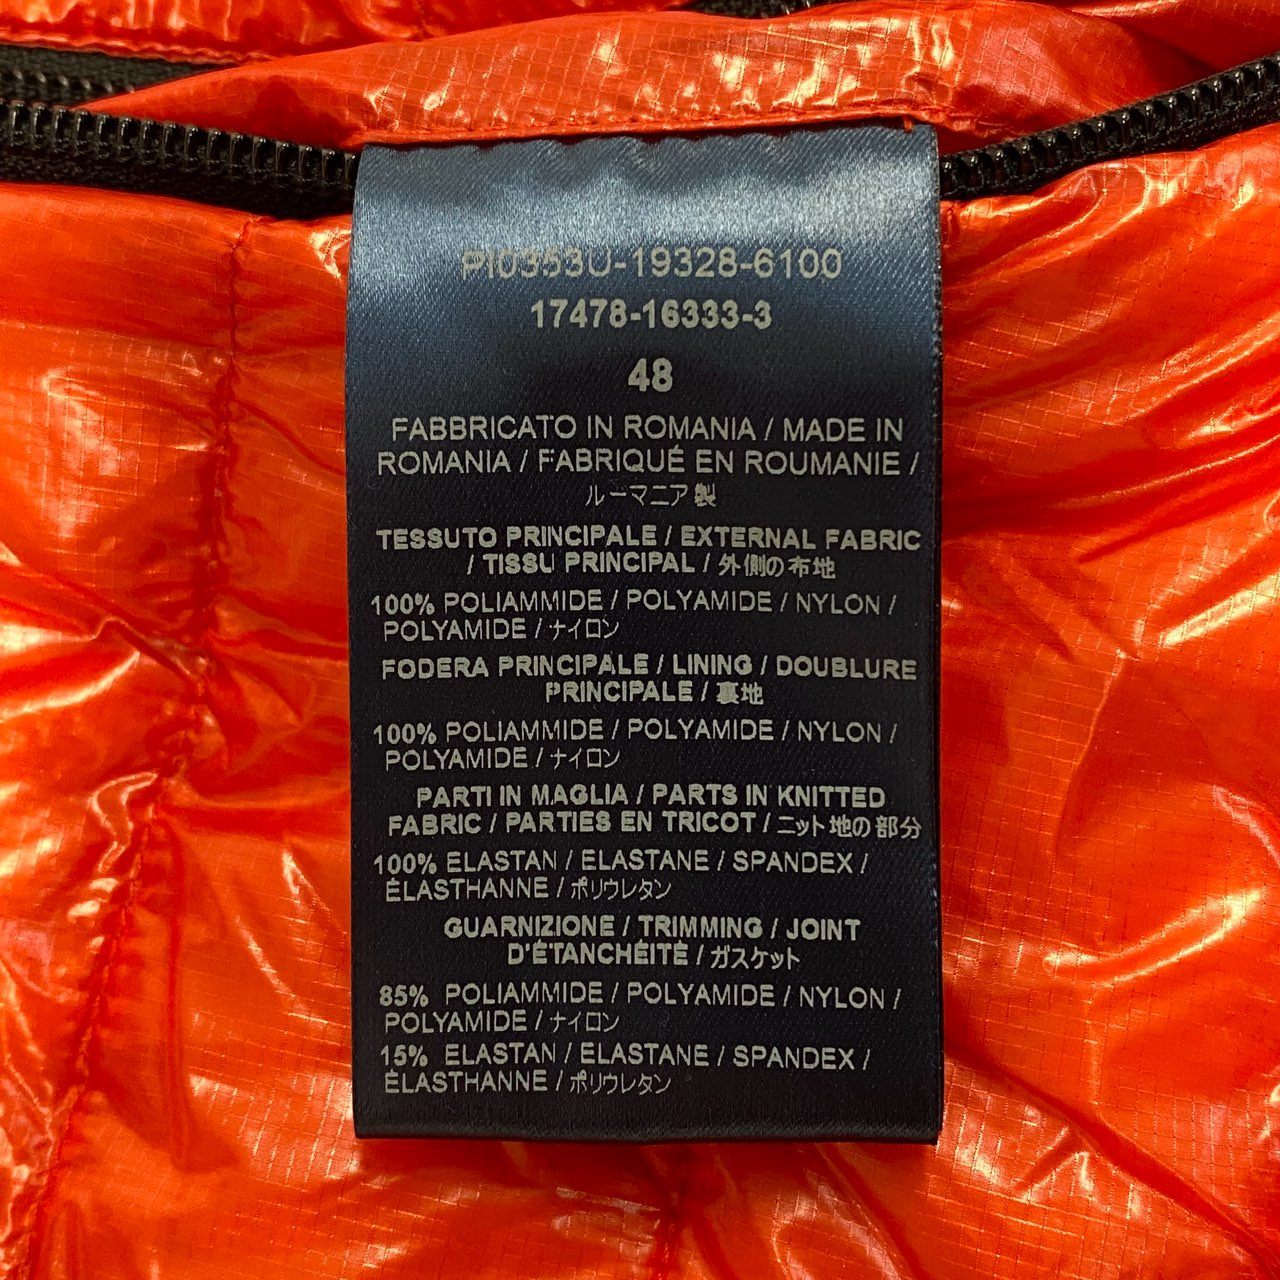 PI0353U-19328-6100
17478-16333-3
48
FABBRICATO IN ROMANIA / MADE IN
ROMANIA / FABRIQUÉ EN ROUMANIE /
ルーマニア製
TESSUTO PRINCIPALE / EXTERNAL FABRIC
/ TISSU PRINCIPAL / 外側の布地
100% POLIAMMIDE / POLYAMIDE / NYLON /
POLYAMIDE / ナイロン
FODERA PRINCIPALE / LINING / DOUBLURE
PRINCIPALE / 裏地
100% POLIAMMIDE / POLYAMIDE / NYLON /
POLYAMIDE / ナイロン
PARTI IN MAGLIA / PARTS IN KNITTED
FABRIC / PARTIES EN TRICOT / ニット地の部分
100% ELASTAN / ELASTANE / SPANDEX /
ÉLASTHANNE / ポリウレタン
GUARNIZIONE / TRIMMING / JOINT
D'ÉTANCHÉITÉ / ガスケット
85% POLIAMMIDE / POLYAMIDE / NYLON /
POLYAMIDE / ナイロン
15% ELASTAN / ELASTANE / SPANDEX /
ÉLASTHANNE / ポリウレタン